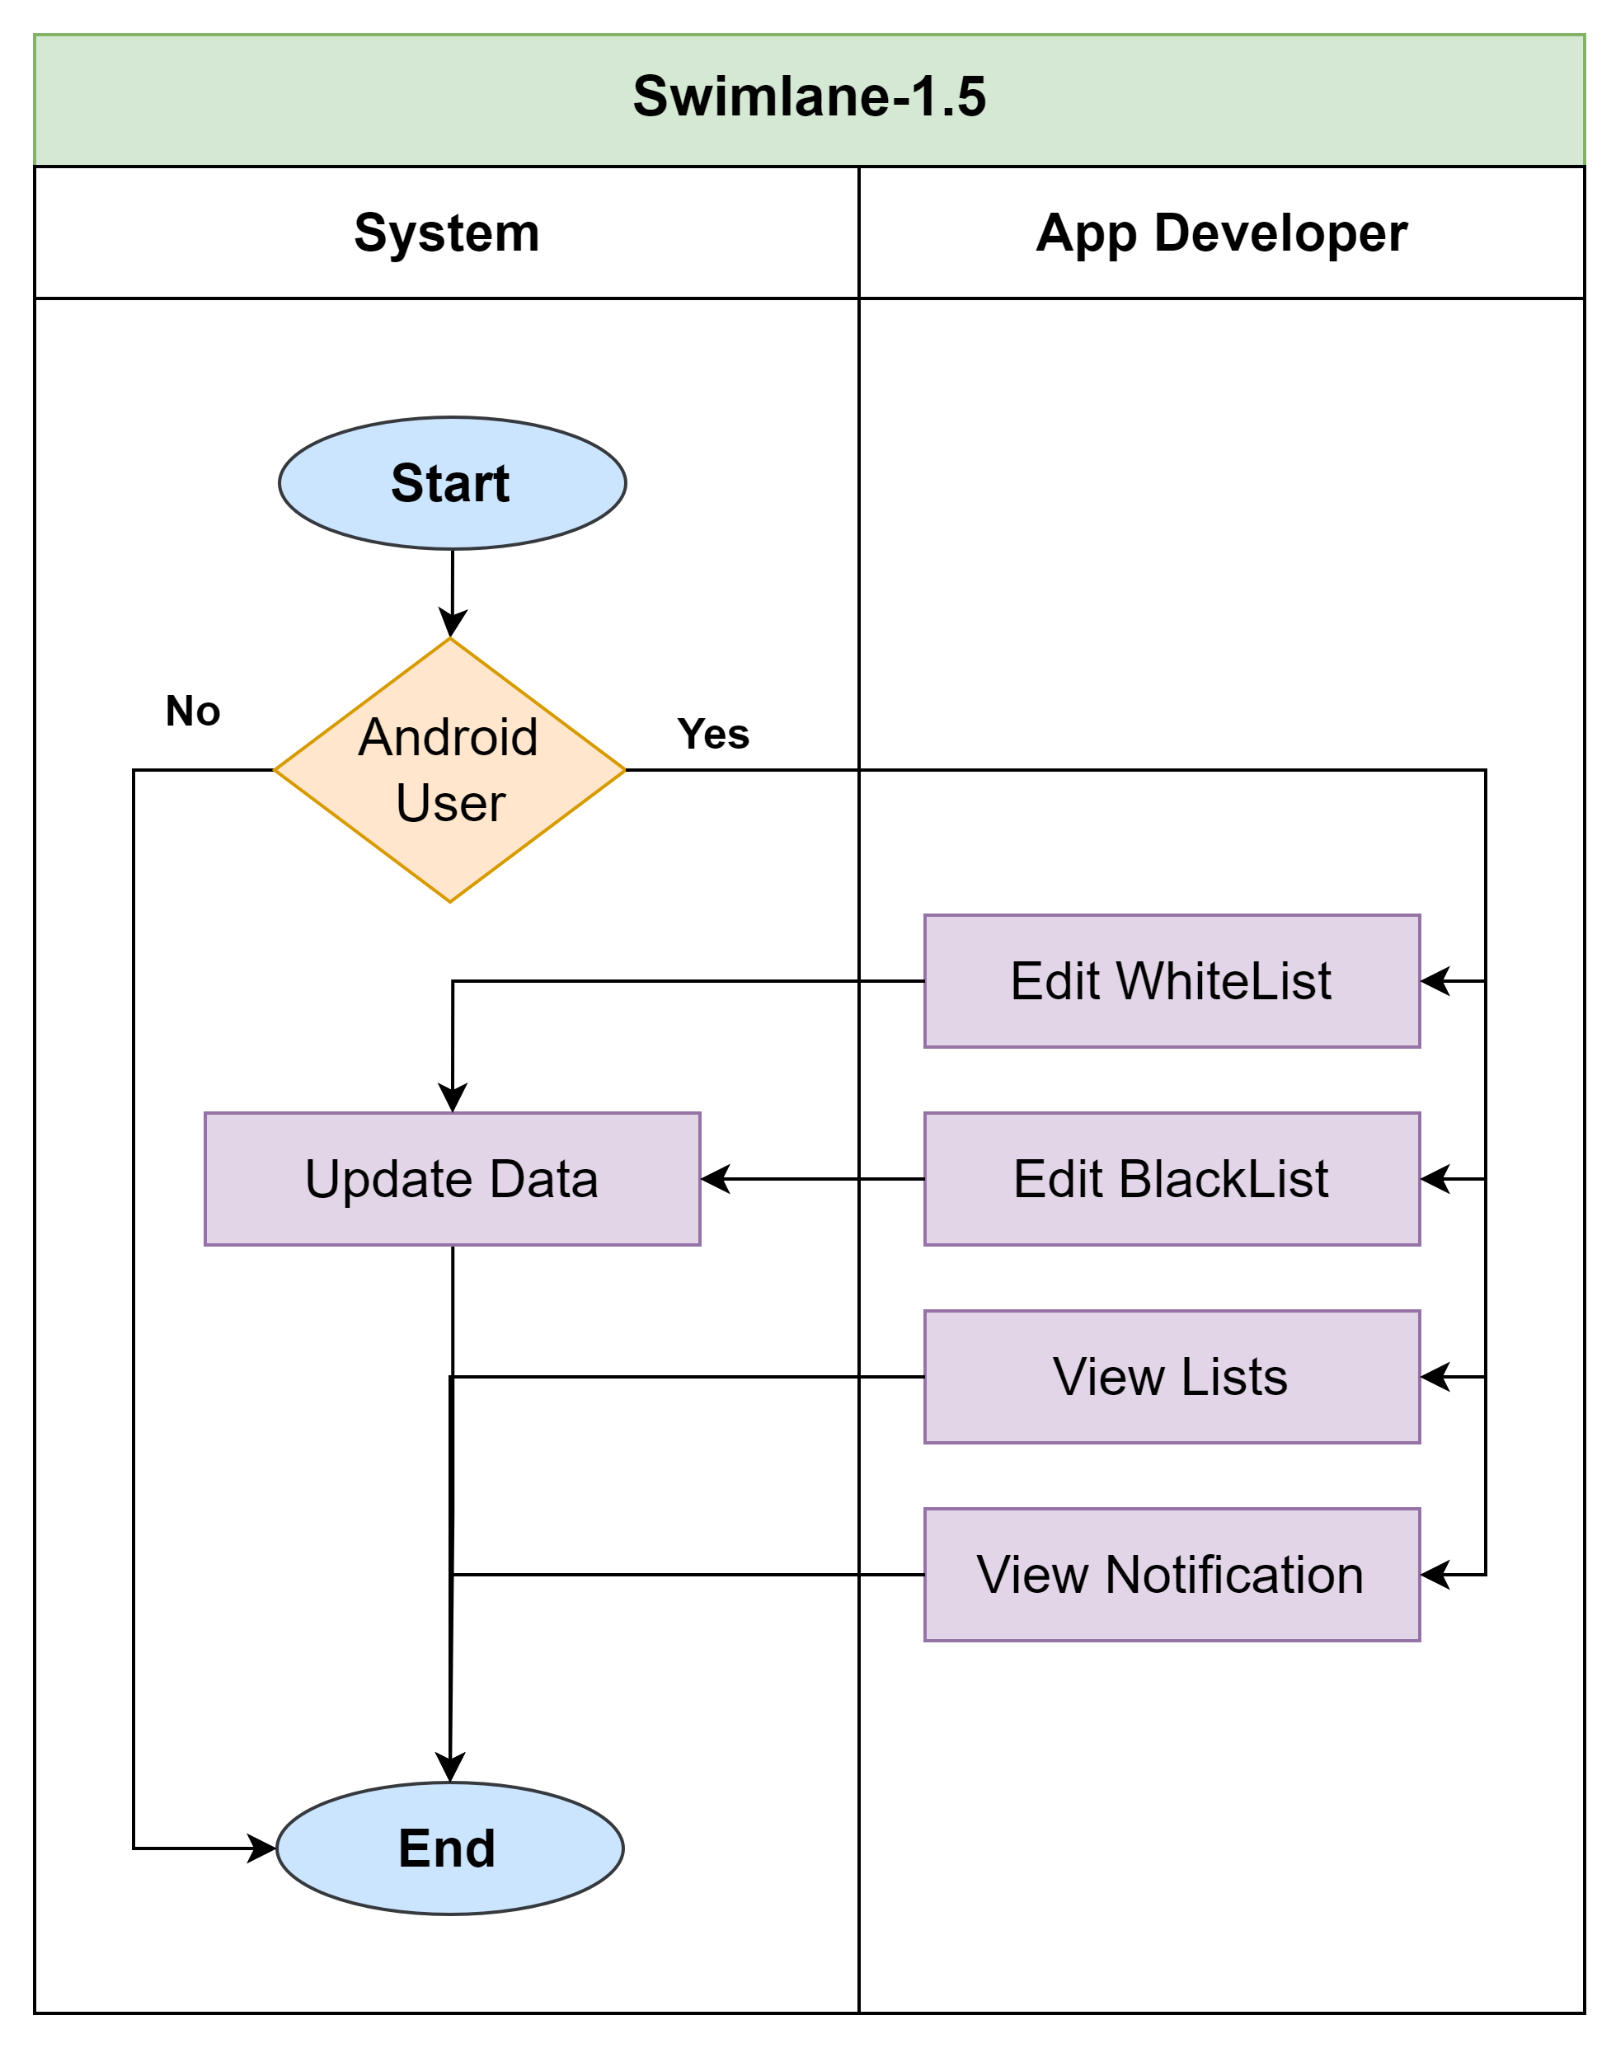 Swimlane-1.5
System
App Developer
Start
No
Yes
Android
User
Edit WhiteList
Update Data
Edit BlackList
View Lists
View Notification
End